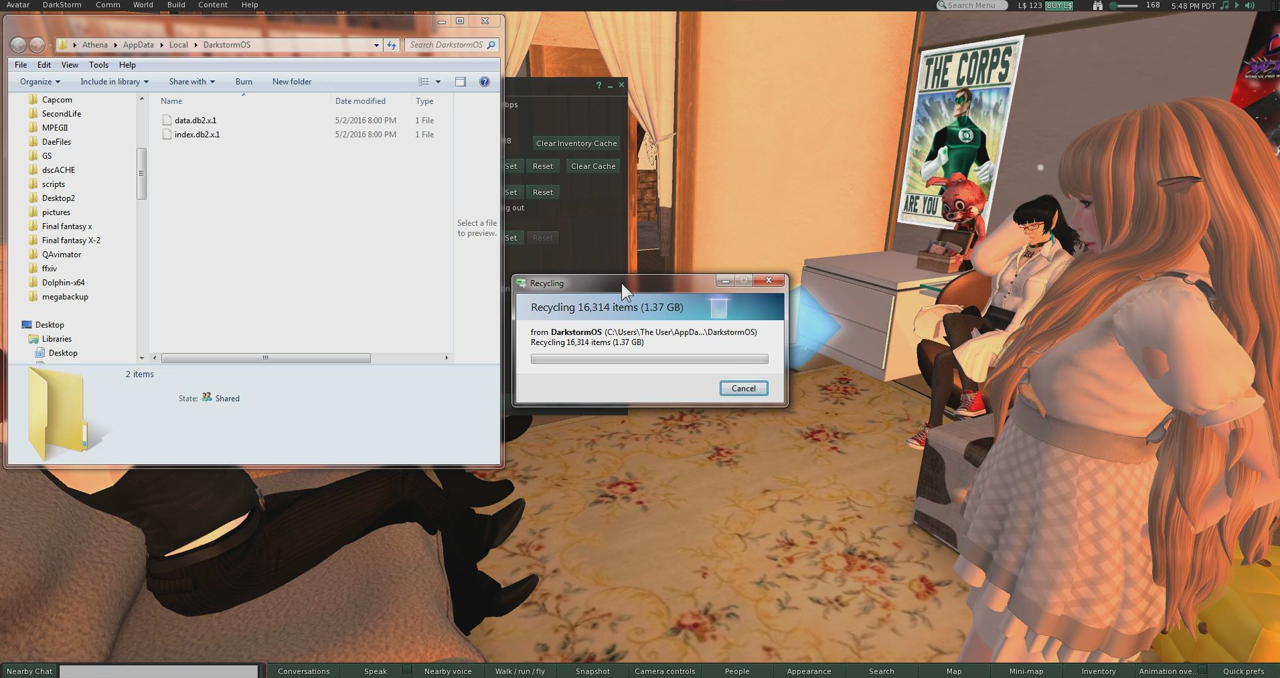 Avatar DarkStorm Comm World Build Content Help
Search Menu L$ 123 BUY L$ 168 5:48 PM PDT
Athena AppData Local DarkstormOS
Search DarkstormOS
File Edit View Tools Help
Organize Include in library Share with Burn New folder
Capcom
SecondLife
MPEGII
DaeFiles
GS
dscACHE
scripts
Desktop2
pictures
Final fantasy x
Final fantasy X-2
QAvimator
ffxiv
Dolphin-x64
megabackup
Desktop
Libraries
Desktop
Name Date modified Type
data.db2.x.1 5/2/2016 8:00 PM 1 File
index.db2.x.1 5/2/2016 8:00 PM 1 File
Select a file
to preview.
2 items
State: Shared
bps
Clear Inventory Cache
Set Reset Clear Cache
Set Reset
g out
Set Reset
Recycling
Recycling 16,314 items (1.37 GB)
from DarkstormOS (C:\Users\The User\AppDa...\DarkstormOS)
Recycling 16,314 items (1.37 GB)
Cancel
THE CORPS
ARE YOU
Nearby Chat Conversations Speak Nearby voice Walk / run / fly Snapshot Camera controls People Appearance Search Map Mini-map Inventory Animation ove... Quick prefs